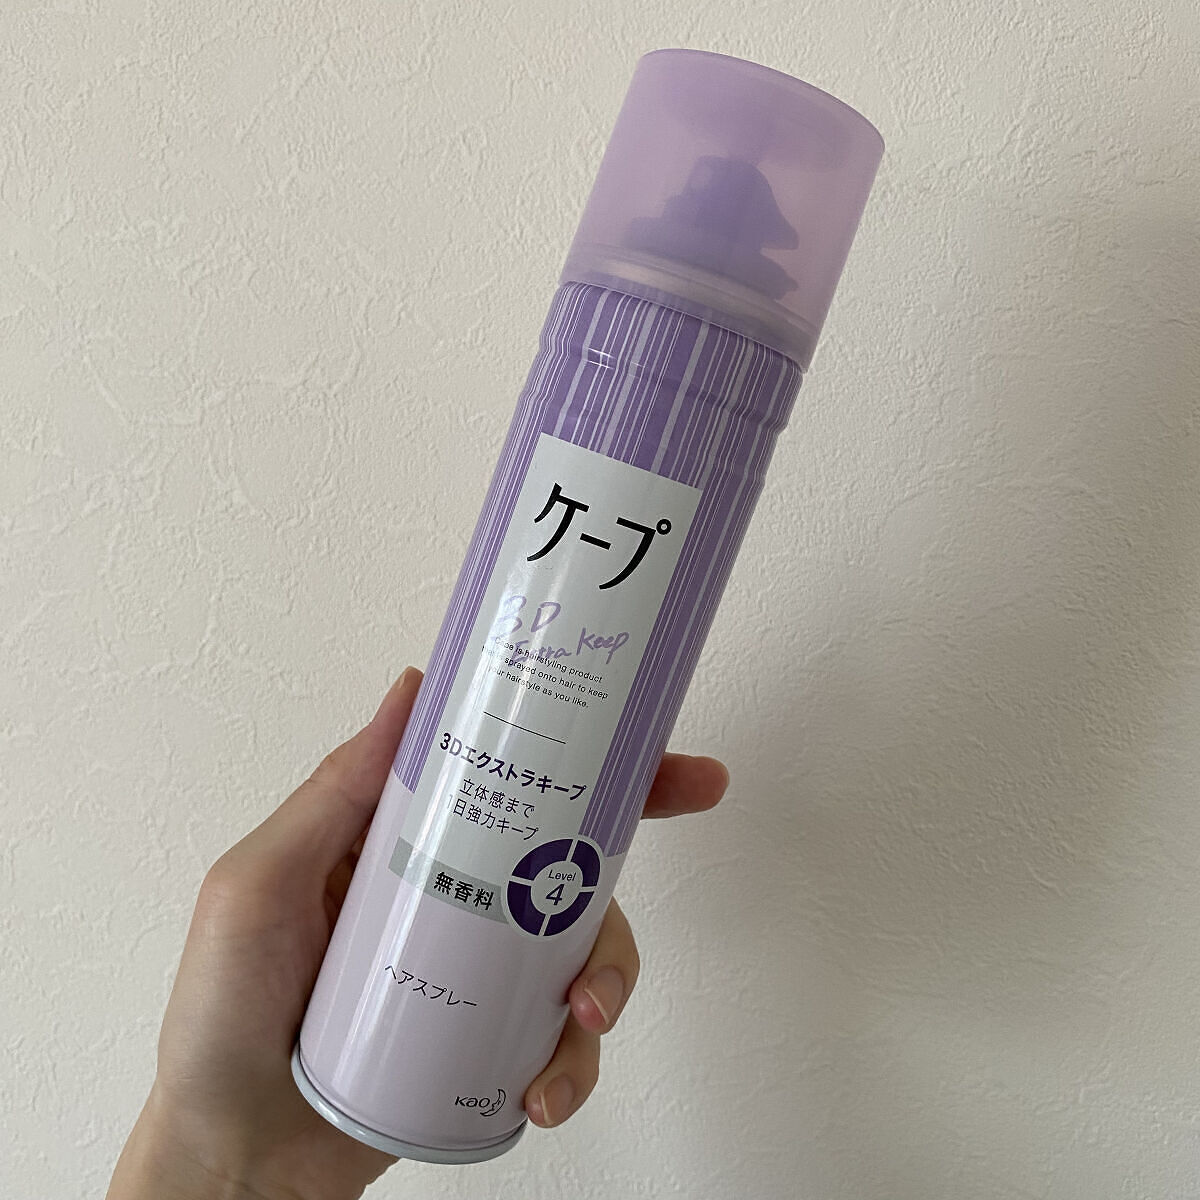 ケープ
3D
Extra Keep
Cape is hairstyling product
that is sprayed onto hair to keep
your hairstyle as you like.
3Dエクストラキープ
立体感まで
1日強力キープ
無香料
Level
4
ヘアスプレー
Kao